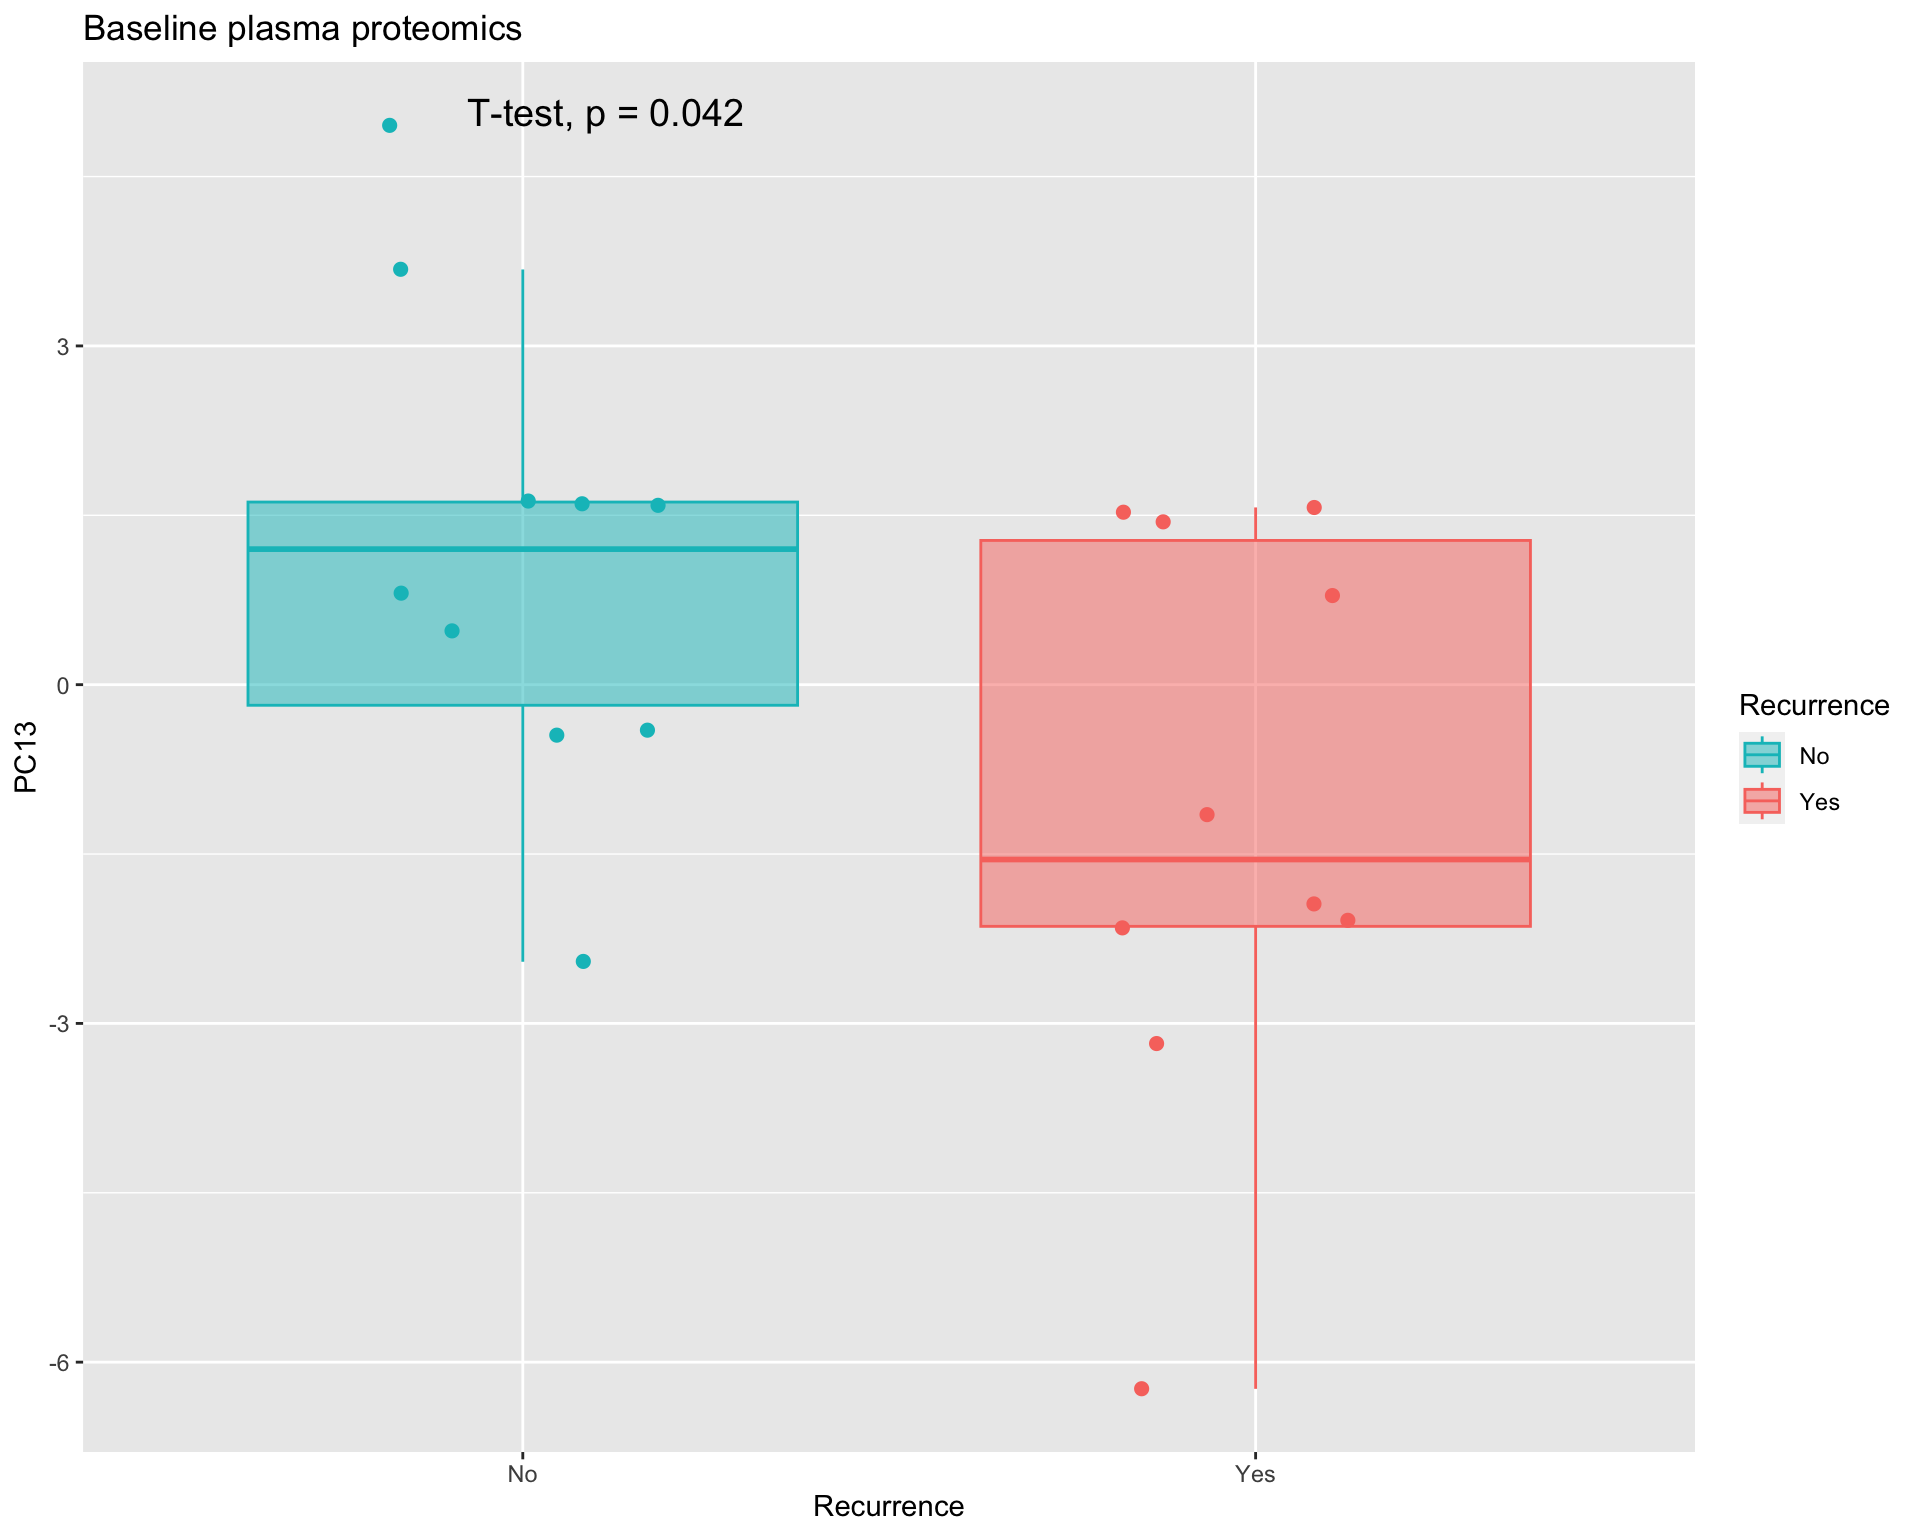 Baseline plasma proteomics
T-test, p = 0.042
3
0
-3
-6
PC13
No
Yes
Recurrence
Recurrence
No
Yes